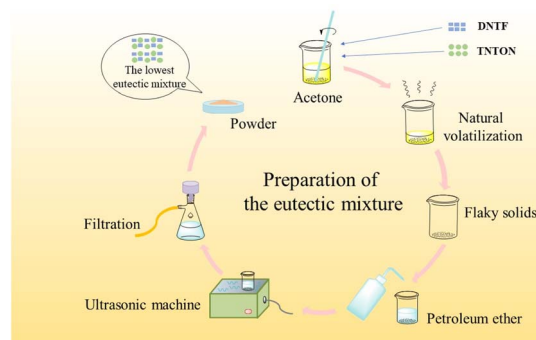 DNTF
TNTON
The lowest
eutectic mixture
Acetone
Powder
Natural
volatilization
Preparation of
the eutectic mixture
Flaky solids
Filtration
Ultrasonic machine
Petroleum ether